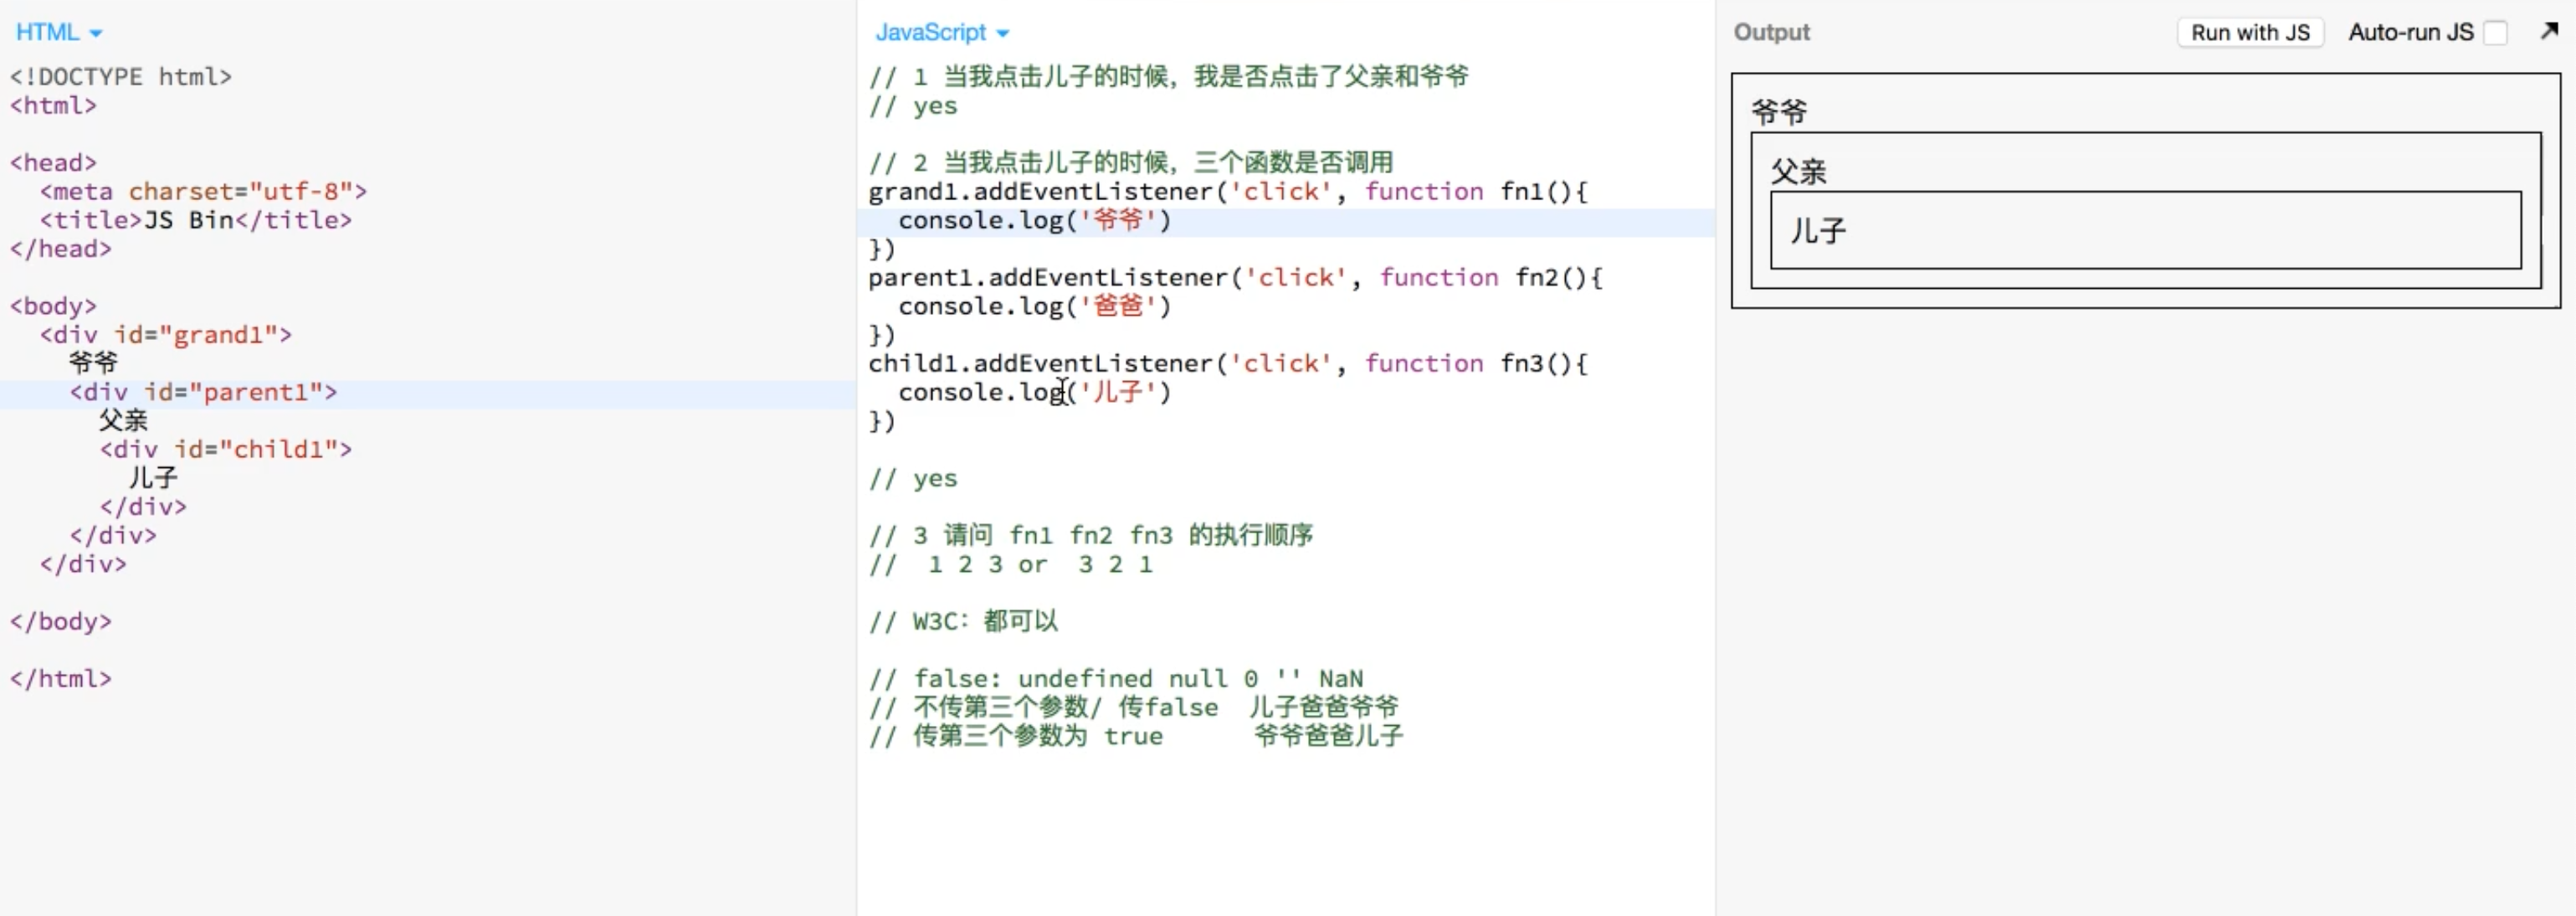 HTML
<!DOCTYPE html>
<html>
<head>
<meta charset="utf-8">
<title>JS Bin</title>
</head>
<body>
<div id="grand1">
爷爷
<div id="parent1">
父亲
<div id="child1">
儿子
</div>
</div>
</div>
</body>
</html>
JavaScript
// 1 当我点击儿子的时候，我是否点击了父亲和爷爷
// yes
// 2 当我点击儿子的时候，三个函数是否调用
grand1.addEventListener('click', function fn1(){
console.log('爷爷')
})
parent1.addEventListener('click', function fn2(){
console.log('爸爸')
})
child1.addEventListener('click', function fn3(){
console.log('儿子')
})
// yes
// 3 请问 fn1 fn2 fn3 的执行顺序
// 1 2 3 or 3 2 1
// W3C：都可以
// false: undefined null 0 '' NaN
// 不传第三个参数/ 传false 儿子爸爸爷爷
// 传第三个参数为 true 爷爷爸爸儿子
Output
Run with JS
Auto-run JS
爷爷
父亲
儿子